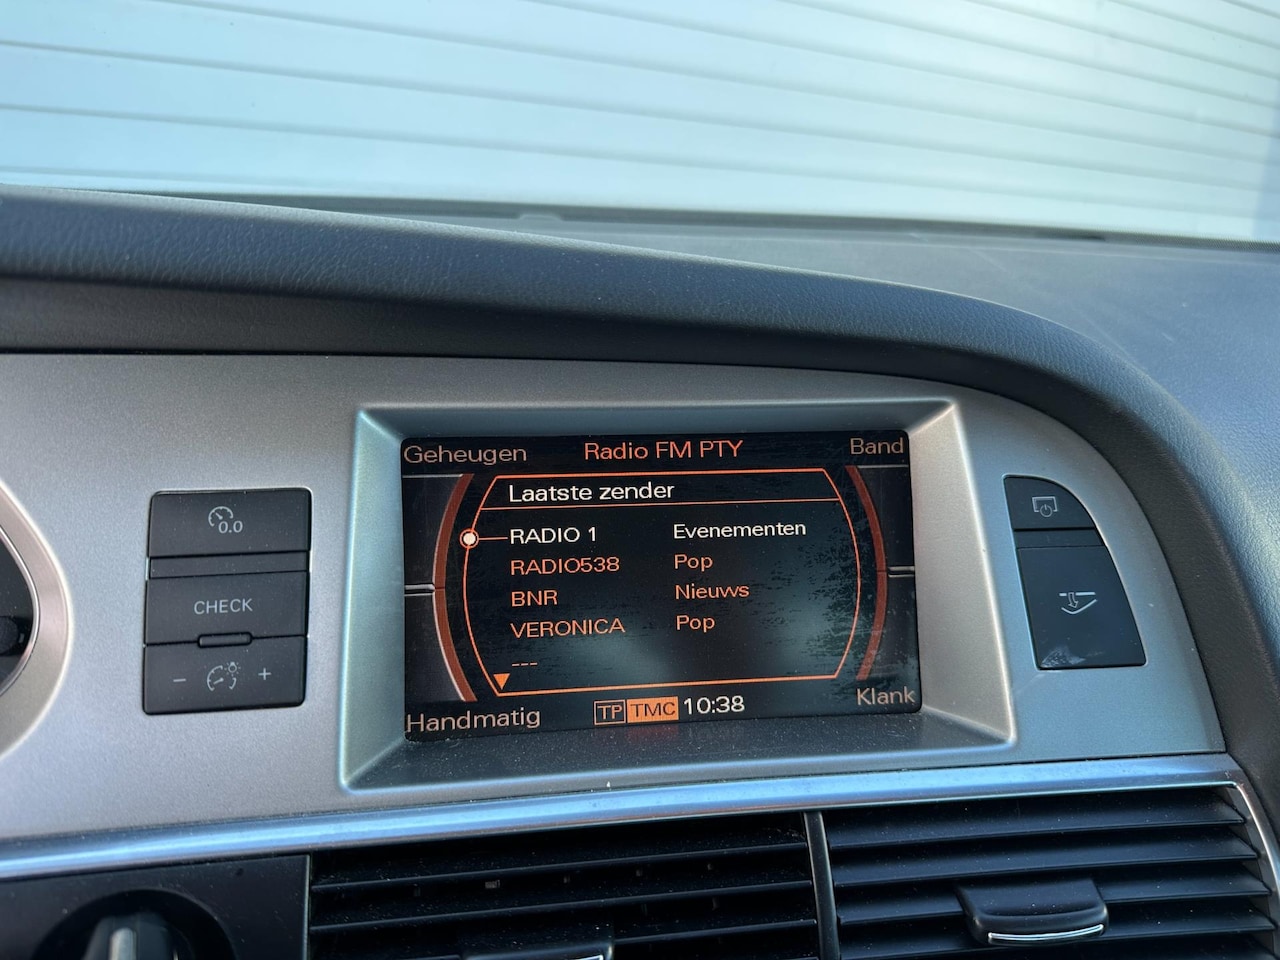 Geheugen Radio FM PTY Band
Laatste zender
RADIO 1 Evenementen
RADIO538 Pop
BNR Nieuws
VERONICA Pop
---
Handmatig TP TMC 10:38 Klank
0.0
CHECK
- +